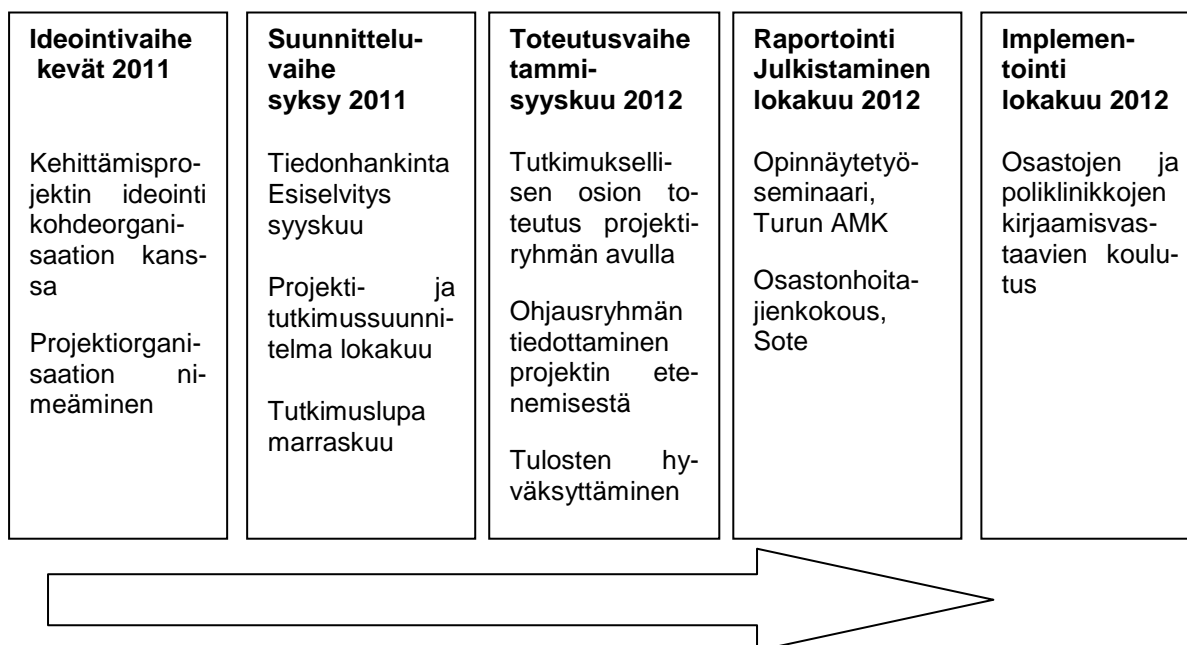 Ideointivaihe
kevät 2011
Kehittämispro-
jektin ideointi
kohdeorgani-
saation kans-
sa
Projektiorgani-
saation ni-
meäminen
Suunnittelu-
vaihe
syksy 2011
Tiedonhankinta
Esiselvitys
syyskuu
Projekti- ja
tutkimussuunni-
telma lokakuu
Tutkimuslupa
marraskuu
Toteutusvaihe
tammi-
syyskuu 2012
Tutkimukselli-
sen osion to-
teutus projekti-
ryhmän avulla
Ohjausryhmän
tiedottaminen
projektin ete-
nemisestä
Tulosten hy-
väksyttäminen
Raportointi
Julkistaminen
lokakuu 2012
Opinnäytetyö-
seminaari,
Turun AMK
Osastonhoita-
jienkokous,
Sote
Implemen-
tointi
lokakuu 2012
Osastojen ja
poliklinikkojen
kirjaamisvas-
taavien koulu-
tus